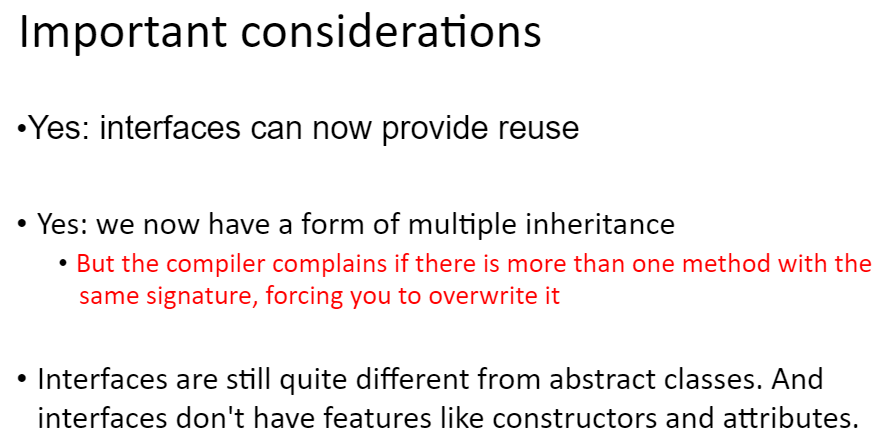 Important considerations
•Yes: interfaces can now provide reuse
• Yes: we now have a form of multiple inheritance
• But the compiler complains if there is more than one method with the
same signature, forcing you to overwrite it
• Interfaces are still quite different from abstract classes. And
interfaces don't have features like constructors and attributes.